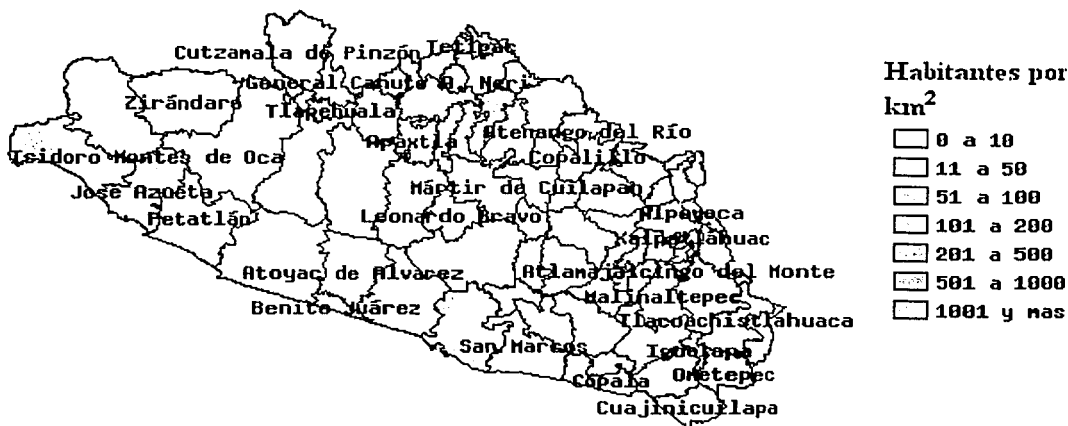 Cutzamala de Pinzón
Tetipac
General Canuto A. Neri
Zirándaro
Tlapehuala
Apaxtla
Atenango del Río
Isidoro Montes de Oca
Copalillo
José Azueta
Mártir de Cuilapan
Petatlán
Leonardo Bravo
Alpoyeca
Xalpatláhuac
Atoyac de Alvarez
Atlamajalcingo del Monte
Benito Juárez
Malinaltepec
Tlacoachistlahuaca
San Marcos
Igualapa
Copala
Ometepec
Cuajinicuilapa
Habitantes por
km²
0 a 10
11 a 50
51 a 100
101 a 200
201 a 500
501 a 1000
1001 y mas